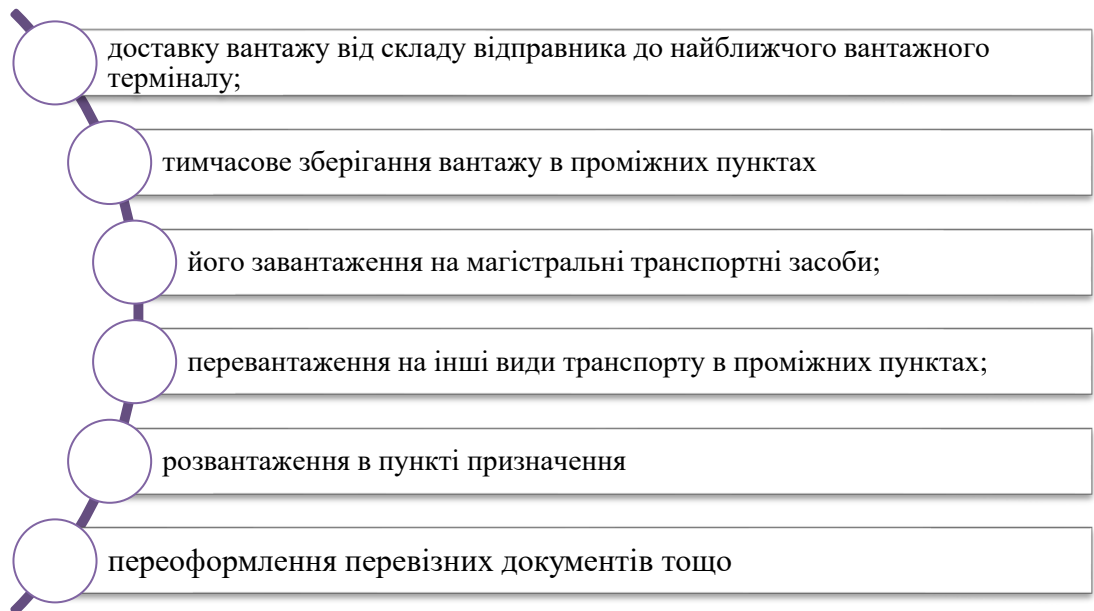 доставку вантажу від складу відправника до найближчого вантажного
терміналу;
тимчасове зберігання вантажу в проміжних пунктах
його завантаження на магістральні транспортні засоби;
перевантаження на інші види транспорту в проміжних пунктах;
розвантаження в пункті призначення
переоформлення перевізних документів тощо